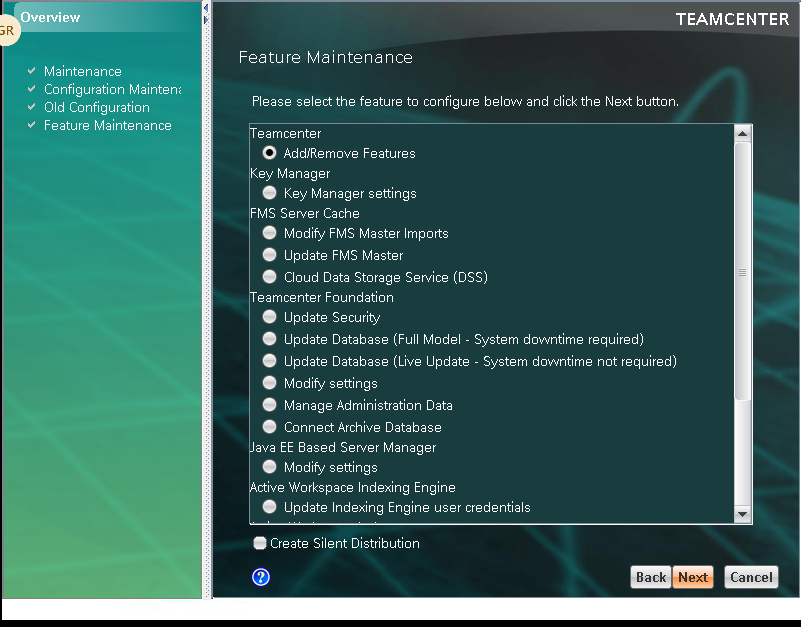 Overview
GR
Maintenance
Configuration Maintena
Old Configuration
Feature Maintenance
TEAMCENTER
Feature Maintenance
Please select the feature to configure below and click the Next button.
Teamcenter
Add/Remove Features
Key Manager
Key Manager settings
FMS Server Cache
Modify FMS Master Imports
Update FMS Master
Cloud Data Storage Service (DSS)
Teamcenter Foundation
Update Security
Update Database (Full Model - System downtime required)
Update Database (Live Update - System downtime not required)
Modify settings
Manage Administration Data
Connect Archive Database
Java EE Based Server Manager
Modify settings
Active Workspace Indexing Engine
Update Indexing Engine user credentials
Create Silent Distribution
?
Back Next Cancel